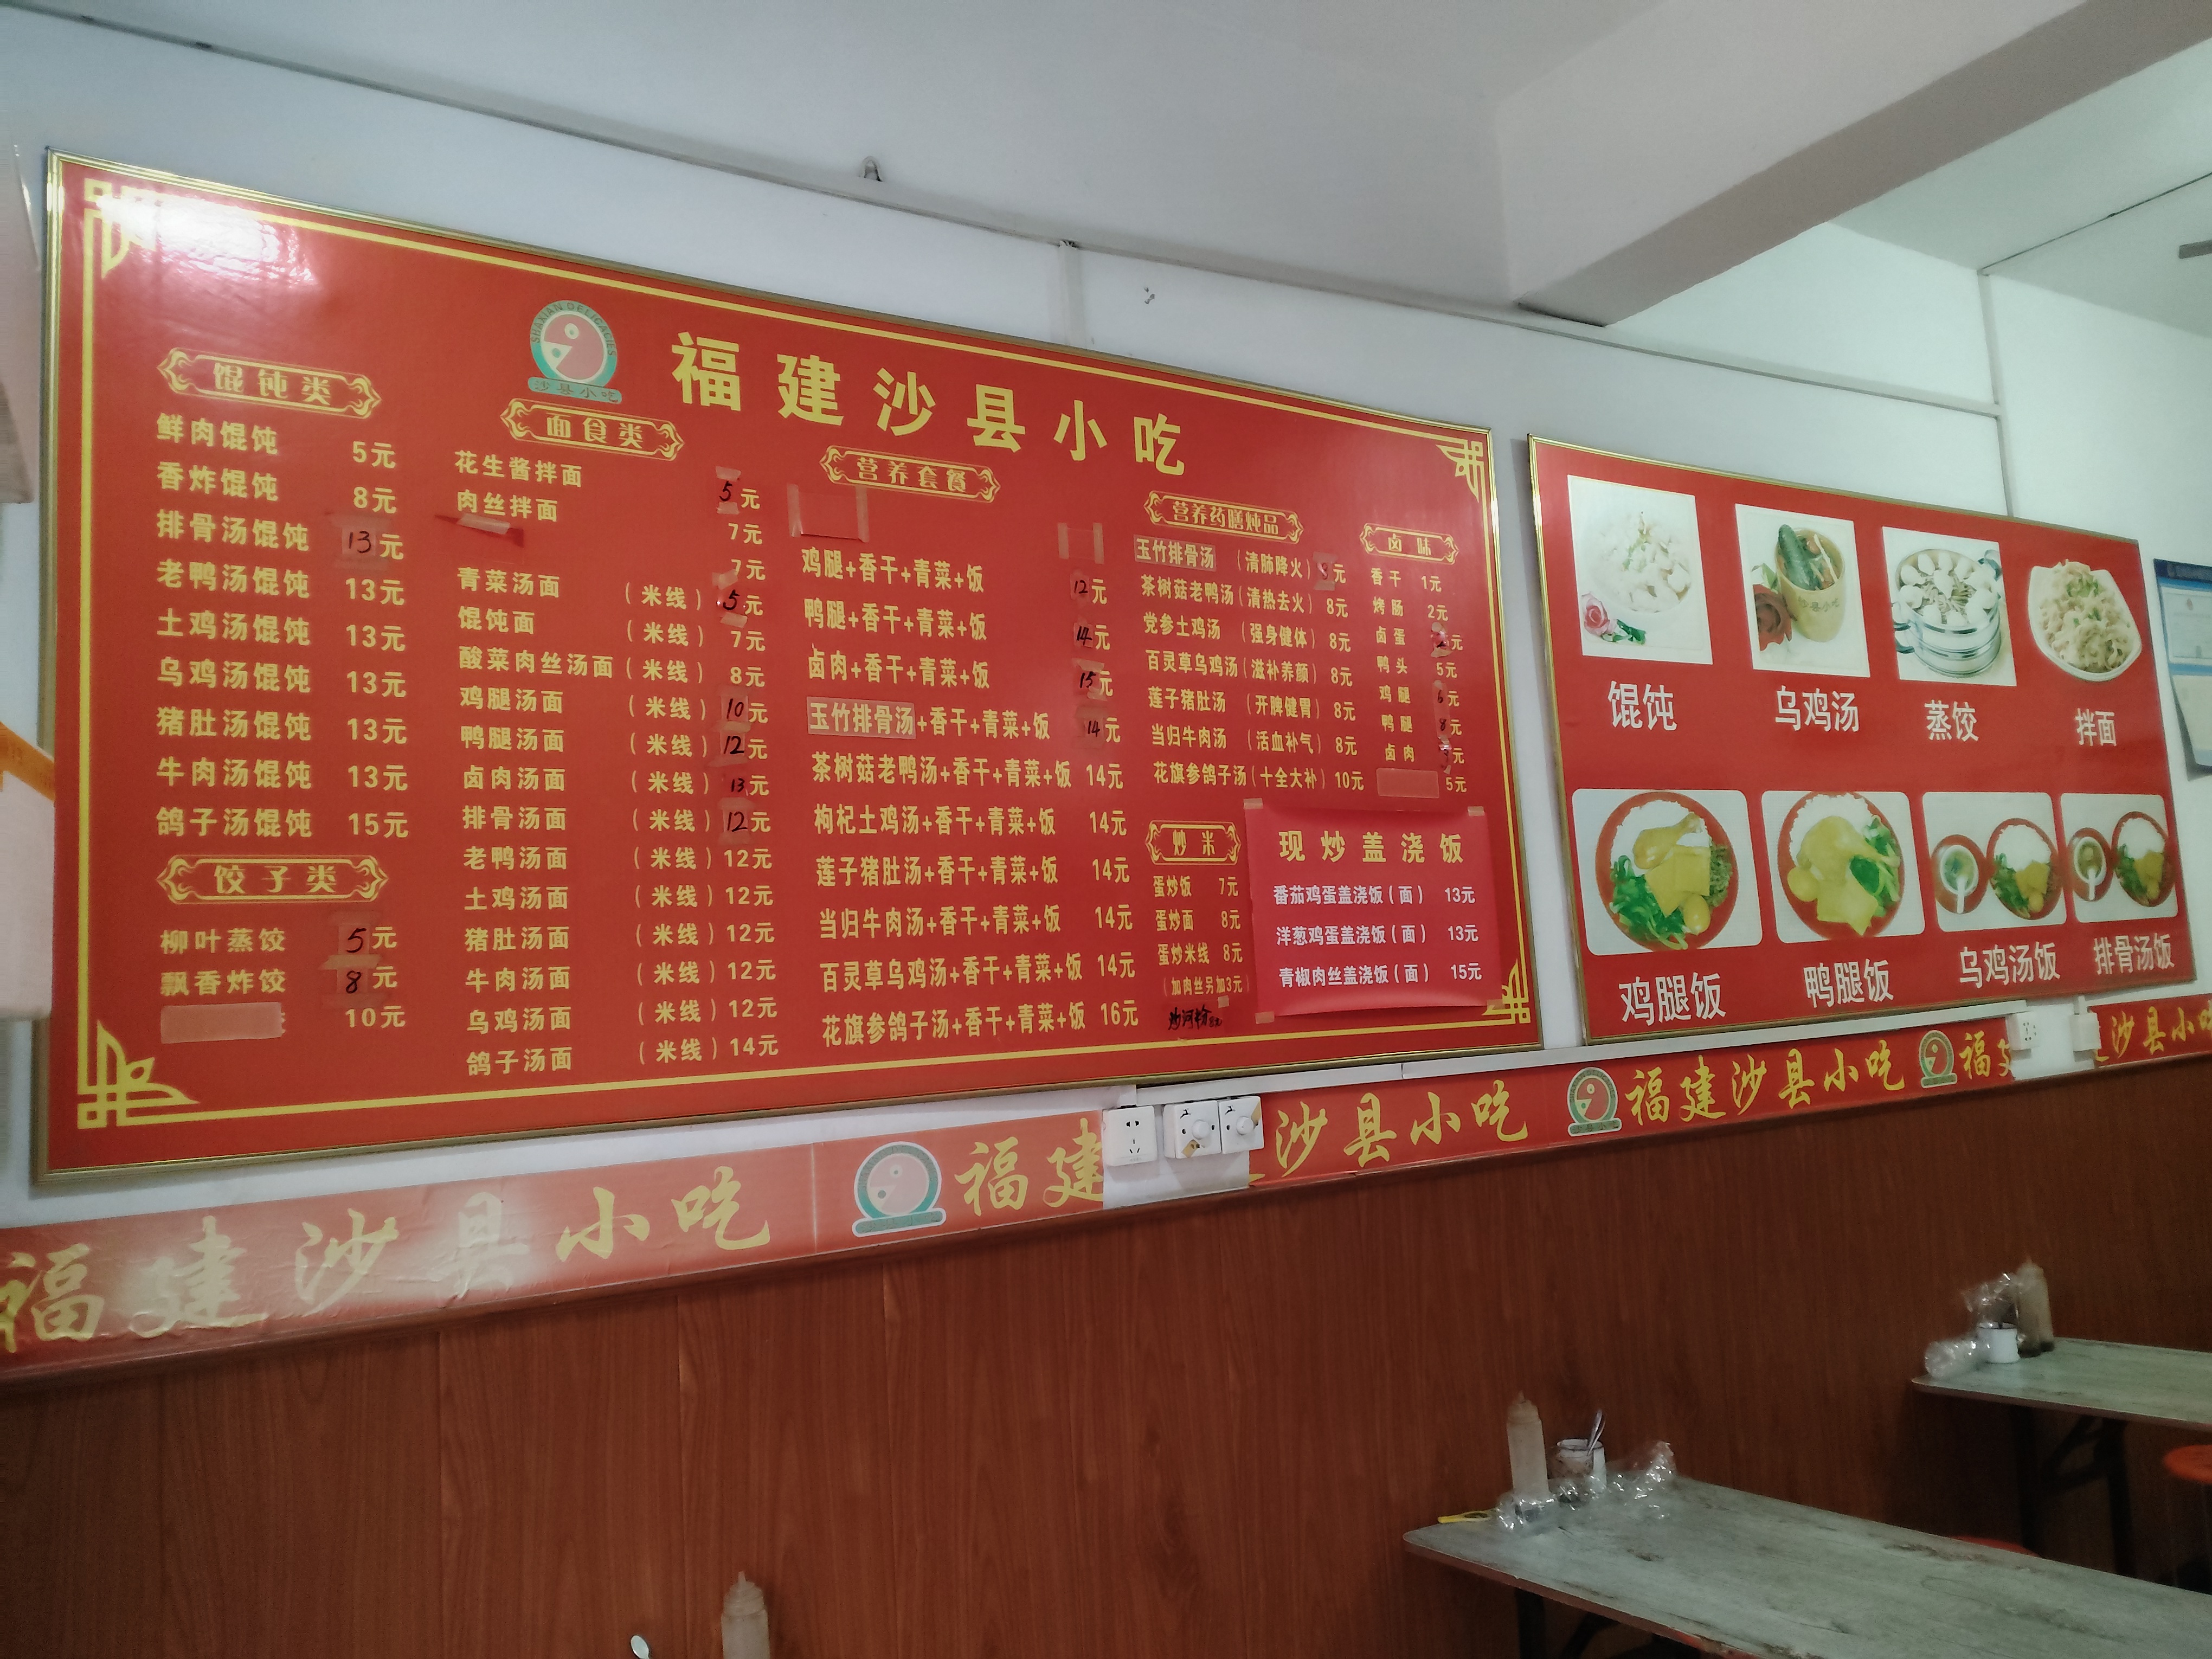 SHAXIAN DELICACIES
沙县小吃
福建沙县小吃
馄饨类
鲜肉馄饨 5元
香炸馄饨 8元
排骨汤馄饨 13元
老鸭汤馄饨 13元
土鸡汤馄饨 13元
乌鸡汤馄饨 13元
猪肚汤馄饨 13元
牛肉汤馄饨 13元
鸽子汤馄饨 15元
饺子类
柳叶蒸饺 5元
飘香炸饺 8元
10元
面食类
花生酱拌面 5元
肉丝拌面 7元
7元
青菜汤面 (米线) 5元
馄饨面 (米线) 7元
酸菜肉丝汤面 (米线) 8元
鸡腿汤面 (米线) 10元
鸭腿汤面 (米线) 12元
卤肉汤面 (米线) 13元
排骨汤面 (米线) 12元
老鸭汤面 (米线) 12元
土鸡汤面 (米线) 12元
猪肚汤面 (米线) 12元
牛肉汤面 (米线) 12元
乌鸡汤面 (米线) 12元
鸽子汤面 (米线) 14元
营养套餐
鸡腿+香干+青菜+饭 12元
鸭腿+香干+青菜+饭 14元
卤肉+香干+青菜+饭 15元
玉竹排骨汤+香干+青菜+饭 14元
茶树菇老鸭汤+香干+青菜+饭 14元
枸杞土鸡汤+香干+青菜+饭 14元
莲子猪肚汤+香干+青菜+饭 14元
当归牛肉汤+香干+青菜+饭 14元
百灵草乌鸡汤+香干+青菜+饭 14元
花旗参鸽子汤+香干+青菜+饭 16元
营养药膳炖品
玉竹排骨汤 (清肺降火) 元
茶树菇老鸭汤 (清热去火) 8元
党参土鸡汤 (强身健体) 8元
百灵草乌鸡汤 (滋补养颜) 8元
莲子猪肚汤 (开脾健胃) 8元
当归牛肉汤 (活血补气) 8元
花旗参鸽子汤 (十全大补) 10元
卤味
香干 1元
烤肠 2元
卤蛋 元
鸭头 5元
鸡腿 6元
鸭腿 8元
卤肉 元
5元
炒米
蛋炒饭 7元
蛋炒面 8元
蛋炒米线 8元
(加肉丝另加3元)
炒河粉
现炒盖浇饭
番茄鸡蛋盖浇饭(面) 13元
洋葱鸡蛋盖浇饭(面) 13元
青椒肉丝盖浇饭(面) 15元
馄饨
乌鸡汤
蒸饺
拌面
鸡腿饭
鸭腿饭
乌鸡汤饭
排骨汤饭
福建沙县小吃
福建沙县小吃
福建沙县小吃
福
沙县小吃